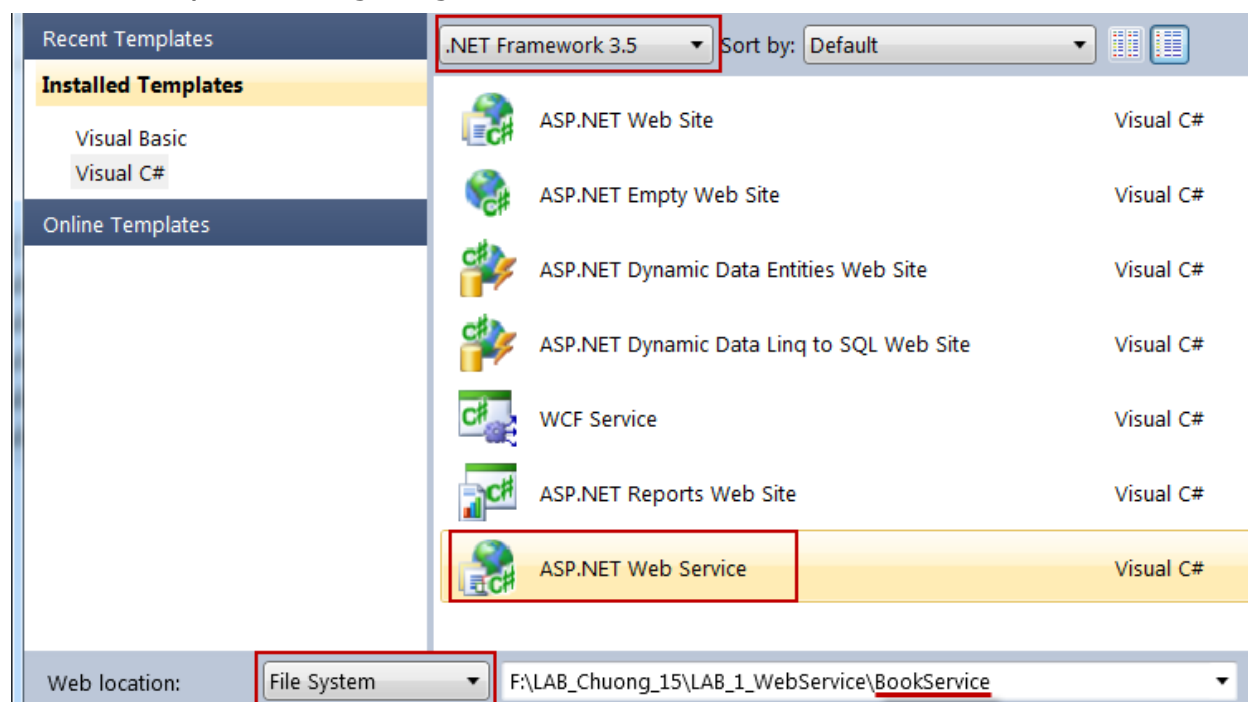 Recent Templates
Installed Templates
Visual Basic
Visual C#
Online Templates
.NET Framework 3.5 Sort by: Default
ASP.NET Web Site Visual C#
ASP.NET Empty Web Site Visual C#
ASP.NET Dynamic Data Entities Web Site Visual C#
ASP.NET Dynamic Data Linq to SQL Web Site Visual C#
WCF Service Visual C#
ASP.NET Reports Web Site Visual C#
ASP.NET Web Service Visual C#
Web location: File System F:\LAB_Chuong_15\LAB_1_WebService\BookService